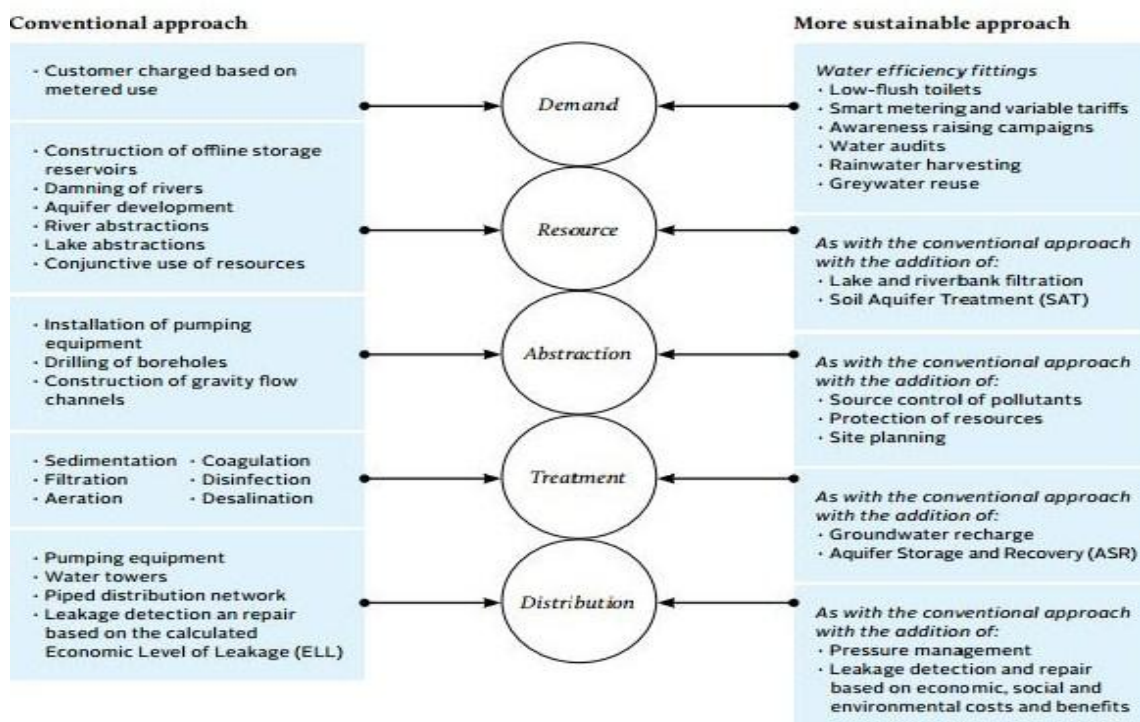 Conventional approach
· Customer charged based on
metered use
· Construction of offline storage
reservoirs
· Damning of rivers
· Aquifer development
· River abstractions
· Lake abstractions
· Conjunctive use of resources
· Installation of pumping
equipment
· Drilling of boreholes
· Construction of gravity flow
channels
· Sedimentation · Coagulation
· Filtration · Disinfection
· Aeration · Desalination
· Pumping equipment
· Water towers
· Piped distribution network
· Leakage detection an repair
based on the calculated
Economic Level of Leakage (ELL)
Demand
Resource
Abstraction
Treatment
Distribution
More sustainable approach
Water efficiency fittings
· Low-flush toilets
· Smart metering and variable tariffs
· Awareness raising campaigns
· Water audits
· Rainwater harvesting
· Greywater reuse
As with the conventional approach
with the addition of:
· Lake and riverbank filtration
· Soil Aquifer Treatment (SAT)
As with the conventional approach
with the addition of:
· Source control of pollutants
· Protection of resources
· Site planning
As with the conventional approach
with the addition of:
· Groundwater recharge
· Aquifer Storage and Recovery (ASR)
As with the conventional approach
with the addition of:
· Pressure management
· Leakage detection and repair
based on economic, social and
environmental costs and benefits